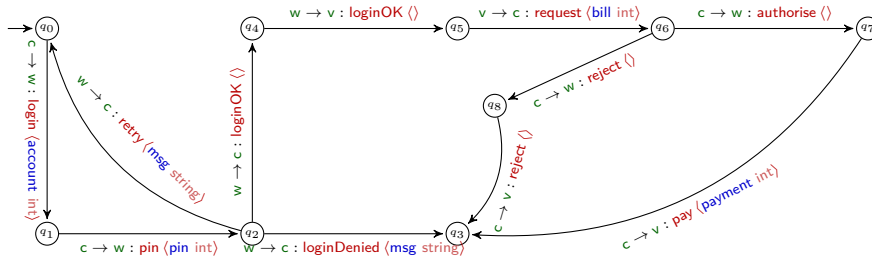 w → v : loginOK ⟨⟩
v → c : request ⟨bill int⟩
c → w : authorise ⟨⟩
q0
q4
q5
q6
q7
c → w : login ⟨account int⟩
w → c : retry ⟨msg string⟩
w → c : loginOK ⟨⟩
c → w : reject ⟨⟩
q8
c → v : reject ⟨⟩
c → v : pay ⟨payment int⟩
q1
c → w : pin ⟨pin int⟩
q2
w → c : loginDenied ⟨msg string⟩
q3